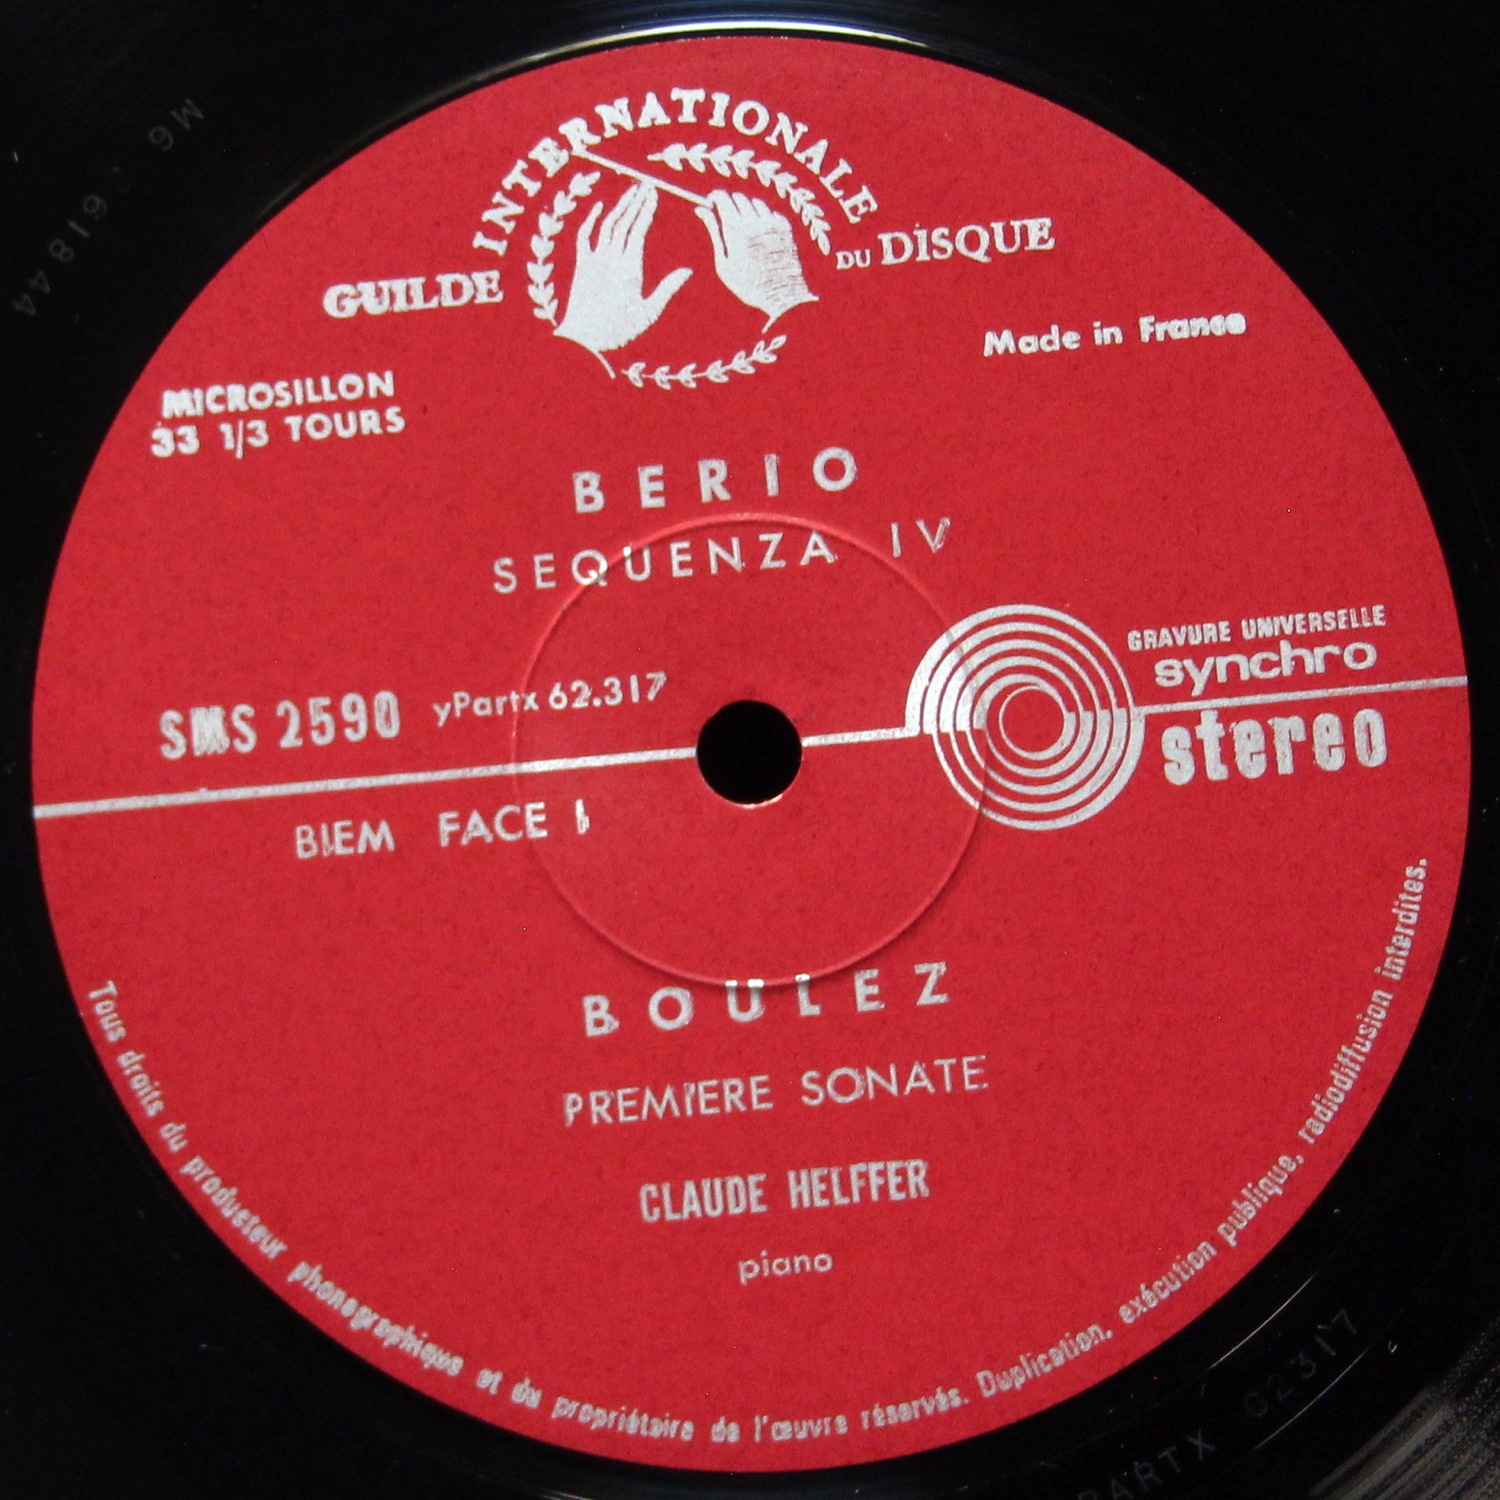 GUILDE INTERNATIONALE DU DISQUE
Made in France
MICROSILLON
33 1/3 TOURS
BERIO
SEQUENZA IV
GRAVURE UNIVERSELLE
synchro
stereo
SMS 2590 yPartx 62.317
BIEM FACE I
BOULEZ
PREMIERE SONATE
CLAUDE HELFFER
piano
Tous droits du producteur phonographique et du propriétaire de l'œuvre réservés. Duplication, exécution publique, radiodiffusion interdites.
PARTX 62317